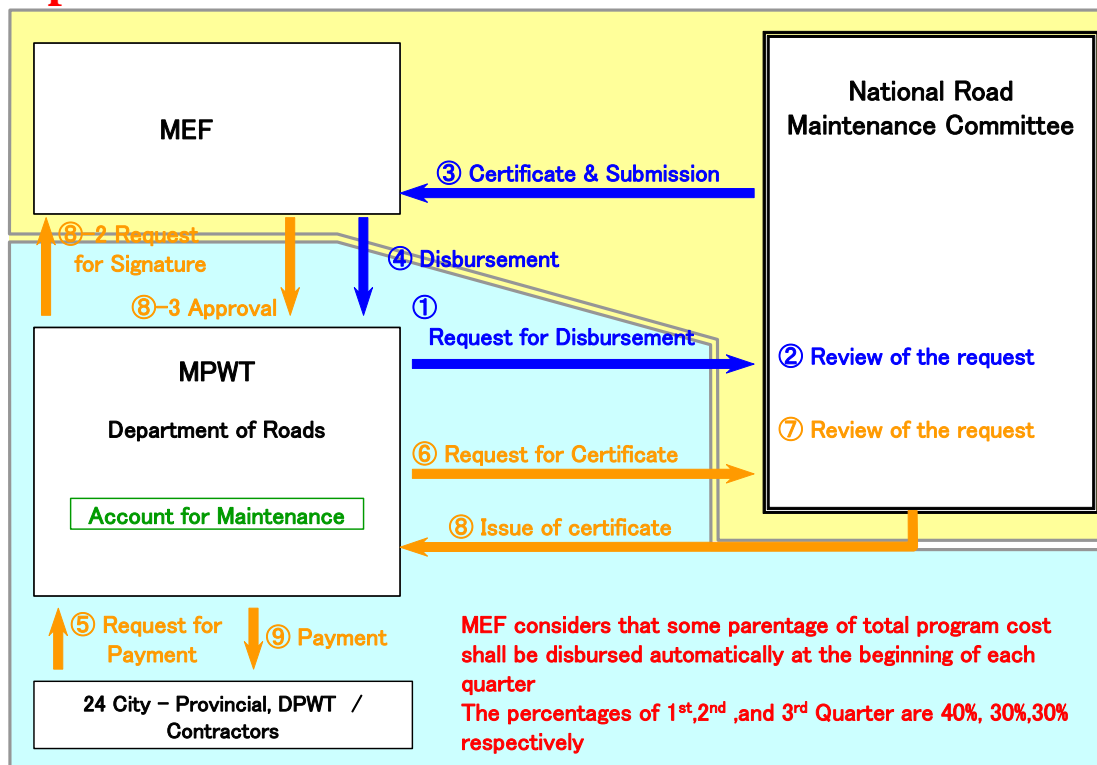 MEF
National Road
Maintenance Committee
③ Certificate & Submission
⑧-2 Request
for Signature
④ Disbursement
⑧-3 Approval
①
Request for Disbursement
MPWT
② Review of the request
Department of Roads
⑦ Review of the request
⑥ Request for Certificate
Account for Maintenance
⑧ Issue of certificate
⑤ Request for
Payment
⑨ Payment
MEF considers that some parentage of total program cost
shall be disbursed automatically at the beginning of each
quarter
The percentages of 1st,2nd ,and 3rd Quarter are 40%, 30%,30%
respectively
24 City - Provincial, DPWT /
Contractors